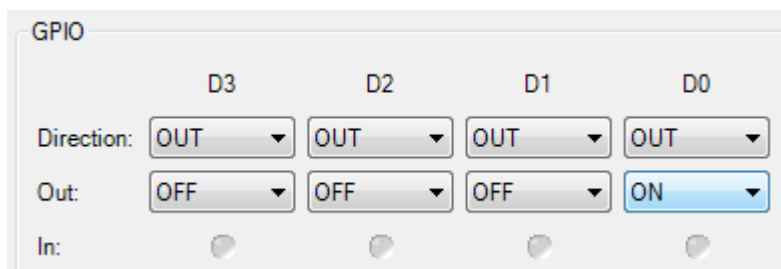 GPIO
D3 D2 D1 D0
Direction: OUT OUT OUT OUT
Out: OFF OFF OFF ON
In: